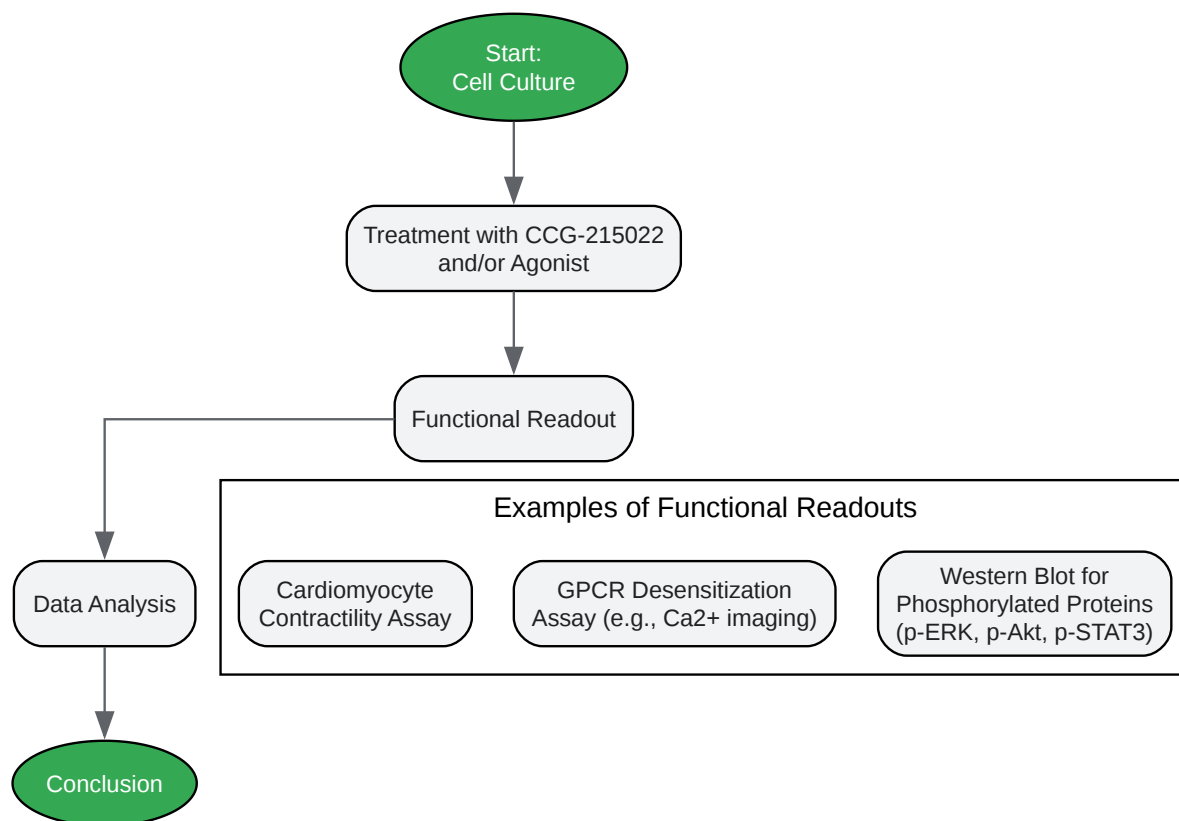 Start:
Cell Culture
Treatment with CCG-215022
and/or Agonist
Functional Readout
Examples of Functional Readouts
Data Analysis
Cardiomyocyte
Contractility Assay
GPCR Desensitization
Assay (e.g., Ca2+ imaging)
Western Blot for
Phosphorylated Proteins
(p-ERK, p-Akt, p-STAT3)
Conclusion